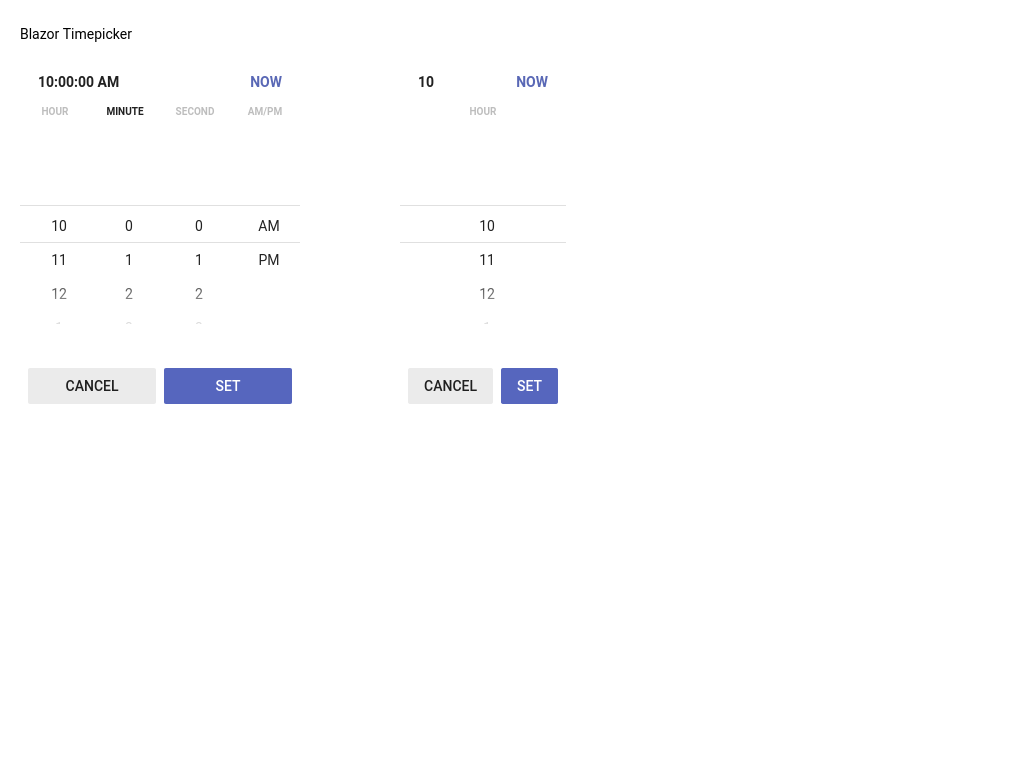 Blazor Timepicker
10:00:00 AM NOW
HOUR MINUTE SECOND AM/PM
10 0 0 AM
11 1 1 PM
12 2 2
CANCEL SET
10 NOW
HOUR
10
11
12
CANCEL SET